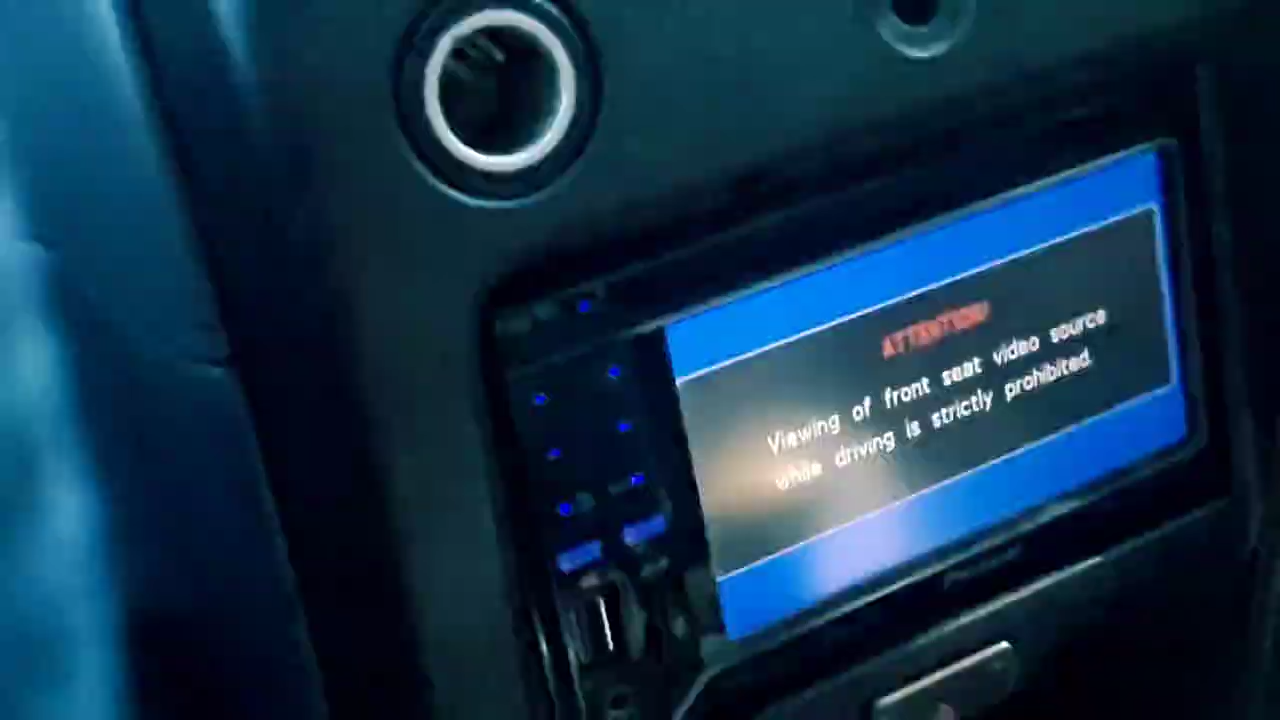 ATTENTION!
Viewing of front seat video source
while driving is strictly prohibited.